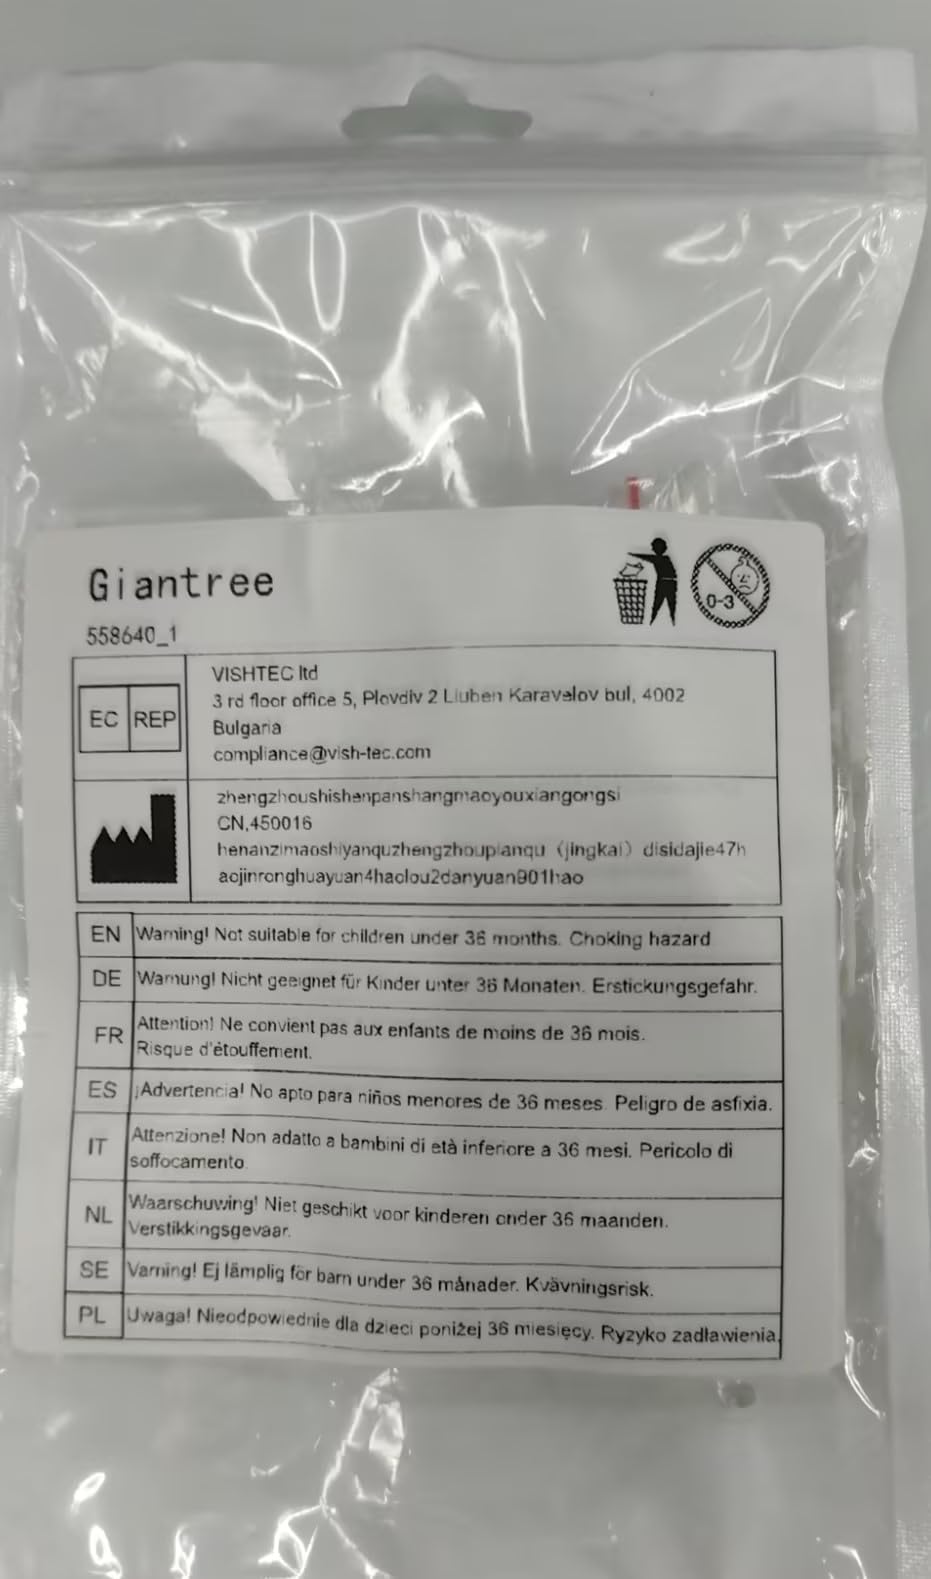 Giantree
0-3
558640_1
EC REP
VISHTEC ltd
3 rd floor office 5, Plovdiv 2 Liuben Karavelov bul, 4002
Bulgaria
compliance@vish-tec.com
zhengzhoushishenpanshangmaoyouxiangongsi
CN,450016
henanzimaoshiyanquzhengzhoupianqu（jingkai）disidajie47h
aojinronghuayuan4haolou2danyuan901hao
EN Warning! Not suitable for children under 36 months. Choking hazard
DE Warnung! Nicht geeignet für Kinder unter 36 Monaten. Erstickungsgefahr.
FR Attention! Ne convient pas aux enfants de moins de 36 mois.
Risque d'étouffement.
ES ¡Advertencia! No apto para niños menores de 36 meses. Peligro de asfixia.
IT Attenzione! Non adatto a bambini di età inferiore a 36 mesi. Pericolo di
soffocamento.
NL Waarschuwing! Niet geschikt voor kinderen onder 36 maanden.
Verstikkingsgevaar.
SE Varning! Ej lämplig för barn under 36 månader. Kvävningsrisk.
PL Uwaga! Nieodpowiednie dla dzieci poniżej 36 miesięcy. Ryzyko zadławienia.